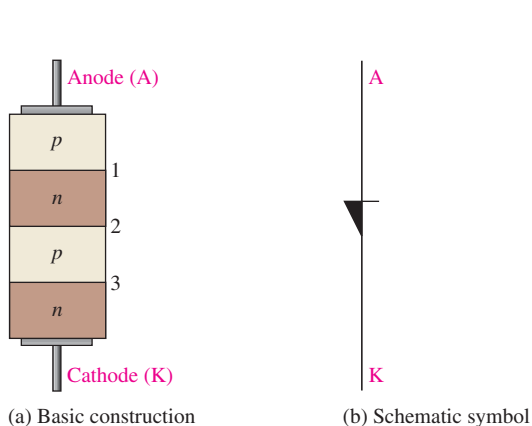 Anode (A)
p
1
n
2
p
3
n
Cathode (K)
(a) Basic construction
A
K
(b) Schematic symbol